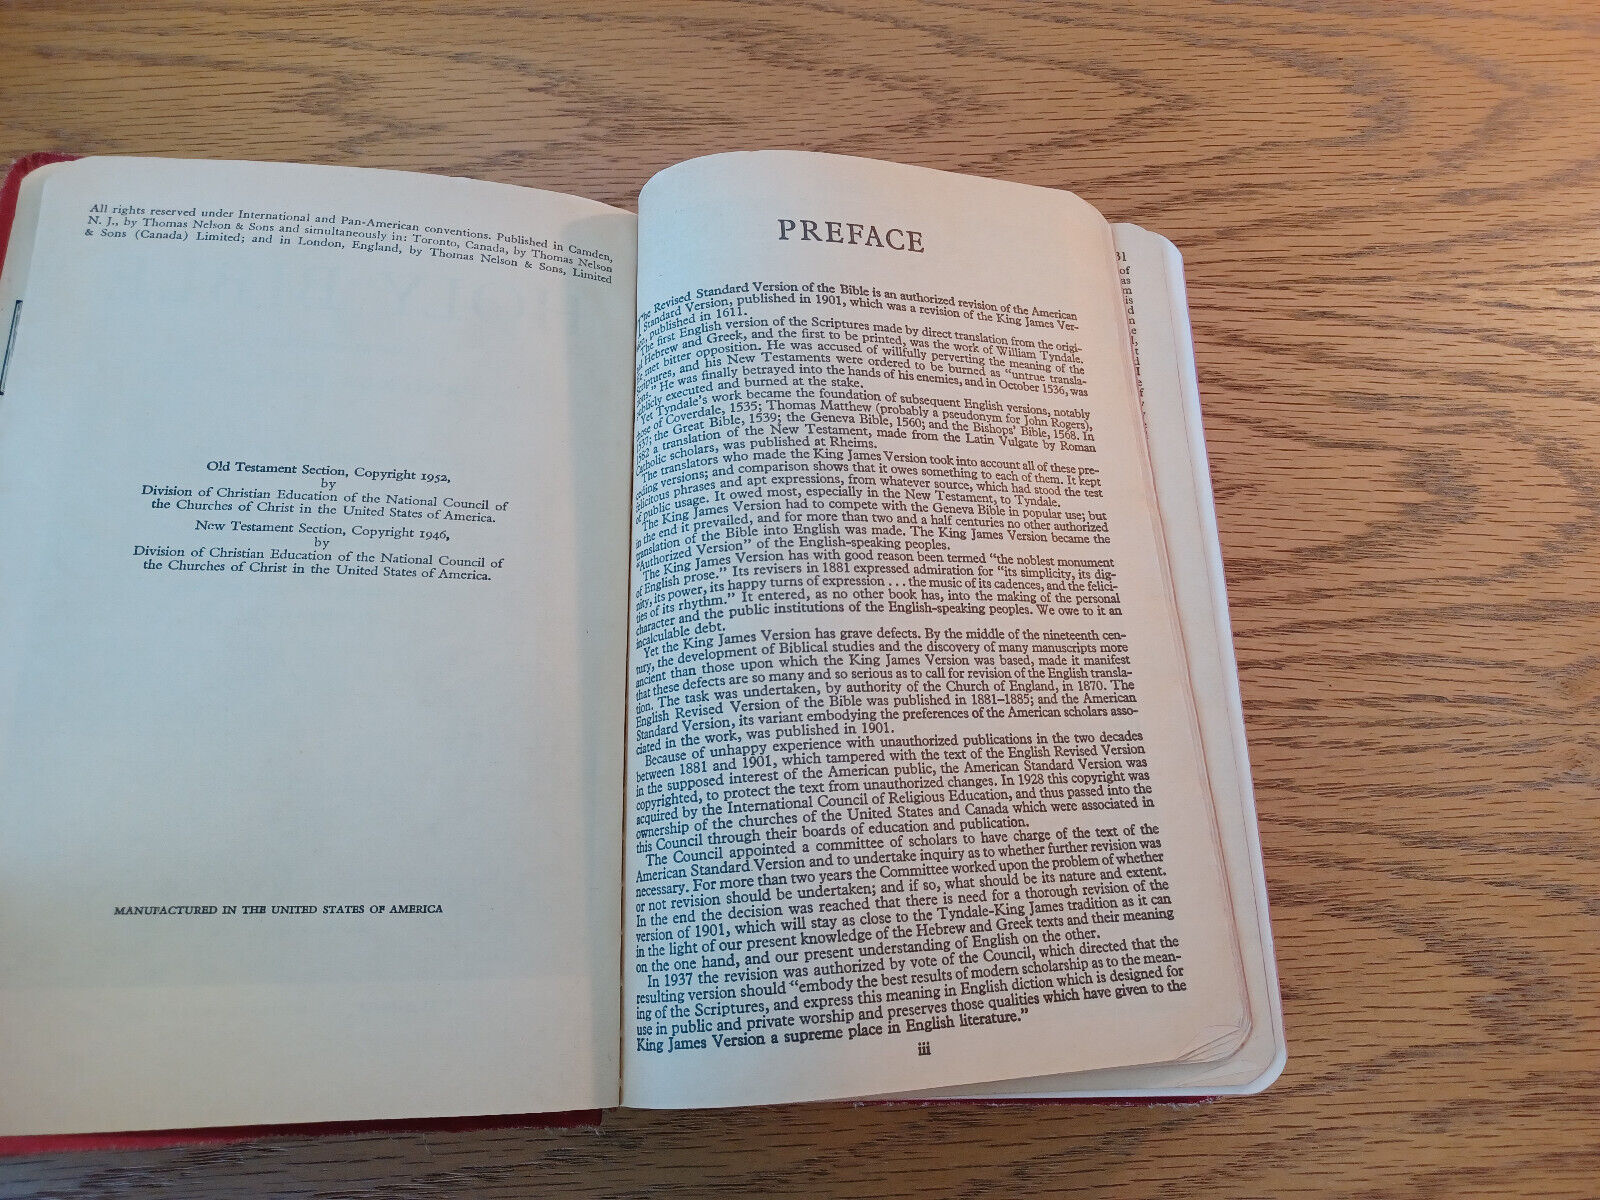 All rights reserved under International and Pan-American conventions. Published in Camden,
N. J., by Thomas Nelson & Sons and simultaneously in: Toronto, Canada, by Thomas Nelson
& Sons (Canada) Limited; and in London, England, by Thomas Nelson & Sons, Limited
Old Testament Section, Copyright 1952,
by
Division of Christian Education of the National Council of
the Churches of Christ in the United States of America.
New Testament Section, Copyright 1946,
by
Division of Christian Education of the National Council of
the Churches of Christ in the United States of America.
MANUFACTURED IN THE UNITED STATES OF AMERICA
PREFACE
The Revised Standard Version of the Bible is an authorized revision of the American
Standard Version, published in 1901, which was a revision of the King James Ver-
published in 1611.
The first English version of the Scriptures made by direct translation from the origi-
Hebrew and Greek, and the first to be printed, was the work of William Tyndale.
met bitter opposition. He was accused of willfully perverting the meaning of the
Scriptures, and his New Testaments were ordered to be burned as "untrue transla-
He was finally betrayed into the hands of his enemies, and in October 1536, was
publicly executed and burned at the stake.
Yet Tyndale's work became the foundation of subsequent English versions, notably
those of Coverdale, 1535; Thomas Matthew (probably a pseudonym for John Rogers),
1537; the Great Bible, 1539; the Geneva Bible, 1560; and the Bishops' Bible, 1568. In
1582 a translation of the New Testament, made from the Latin Vulgate by Roman
Catholic scholars, was published at Rheims.
The translators who made the King James Version took into account all of these pre-
ceding versions; and comparison shows that it owes something to each of them. It kept
felicitous phrases and apt expressions, from whatever source, which had stood the test
of public usage. It owed most, especially in the New Testament, to Tyndale.
The King James Version had to compete with the Geneva Bible in popular use; but
in the end it prevailed, and for more than two and a half centuries no other authorized
translation of the Bible into English was made. The King James Version became the
"Authorized Version" of the English-speaking peoples.
The King James Version has with good reason been termed "the noblest monument
of English prose." Its revisers in 1881 expressed admiration for "its simplicity, its dig-
nity, its power, its happy turns of expression . . . the music of its cadences, and the felici-
ties of its rhythm." It entered, as no other book has, into the making of the personal
character and the public institutions of the English-speaking peoples. We owe to it an
incalculable debt.
Yet the King James Version has grave defects. By the middle of the nineteenth cen-
tury, the development of Biblical studies and the discovery of many manuscripts more
ancient than those upon which the King James Version was based, made it manifest
that these defects are so many and so serious as to call for revision of the English transla-
tion. The task was undertaken, by authority of the Church of England, in 1870. The
English Revised Version of the Bible was published in 1881–1885; and the American
Standard Version, its variant embodying the preferences of the American scholars asso-
ciated in the work, was published in 1901.
Because of unhappy experience with unauthorized publications in the two decades
between 1881 and 1901, which tampered with the text of the English Revised Version
in the supposed interest of the American public, the American Standard Version was
copyrighted, to protect the text from unauthorized changes. In 1928 this copyright was
acquired by the International Council of Religious Education, and thus passed into the
ownership of the churches of the United States and Canada which were associated in
this Council through their boards of education and publication.
The Council appointed a committee of scholars to have charge of the text of the
American Standard Version and to undertake inquiry as to whether further revision was
necessary. For more than two years the Committee worked upon the problem of whether
or not revision should be undertaken; and if so, what should be its nature and extent.
In the end the decision was reached that there is need for a thorough revision of the
version of 1901, which will stay as close to the Tyndale-King James tradition as it can
in the light of our present knowledge of the Hebrew and Greek texts and their meaning
on the one hand, and our present understanding of English on the other.
In 1937 the revision was authorized by vote of the Council, which directed that the
resulting version should "embody the best results of modern scholarship as to the mean-
ing of the Scriptures, and express this meaning in English diction which is designed for
use in public and private worship and preserves those qualities which have given to the
King James Version a supreme place in English literature."
iii